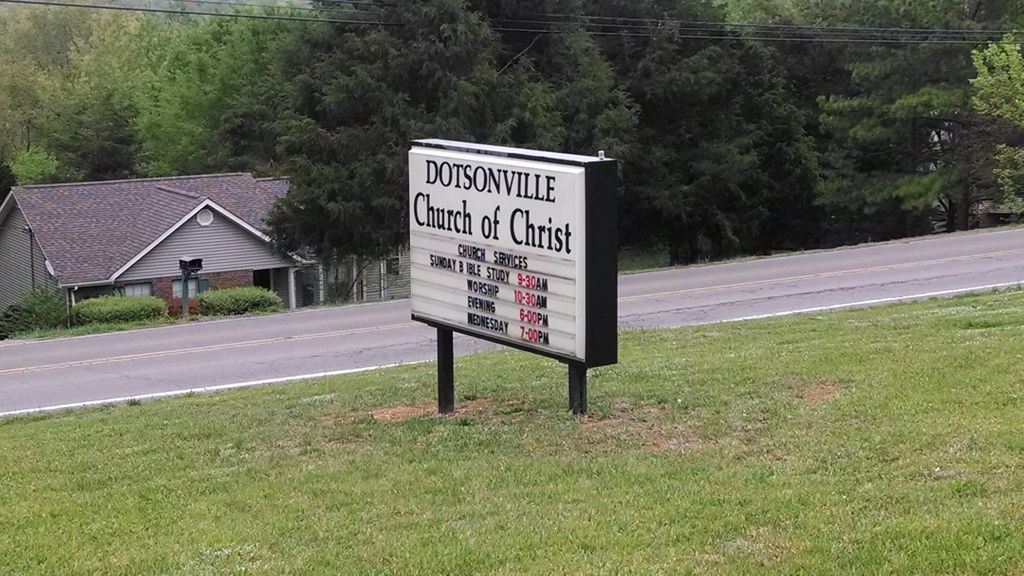 DOTSONVILLE
Church of Christ
CHURCH SERVICES
SUNDAY B IBLE STUDY 9-30AM
WORSHIP 10-30AM
EVENING 6-00PM
WEDNESDAY 7-00PM